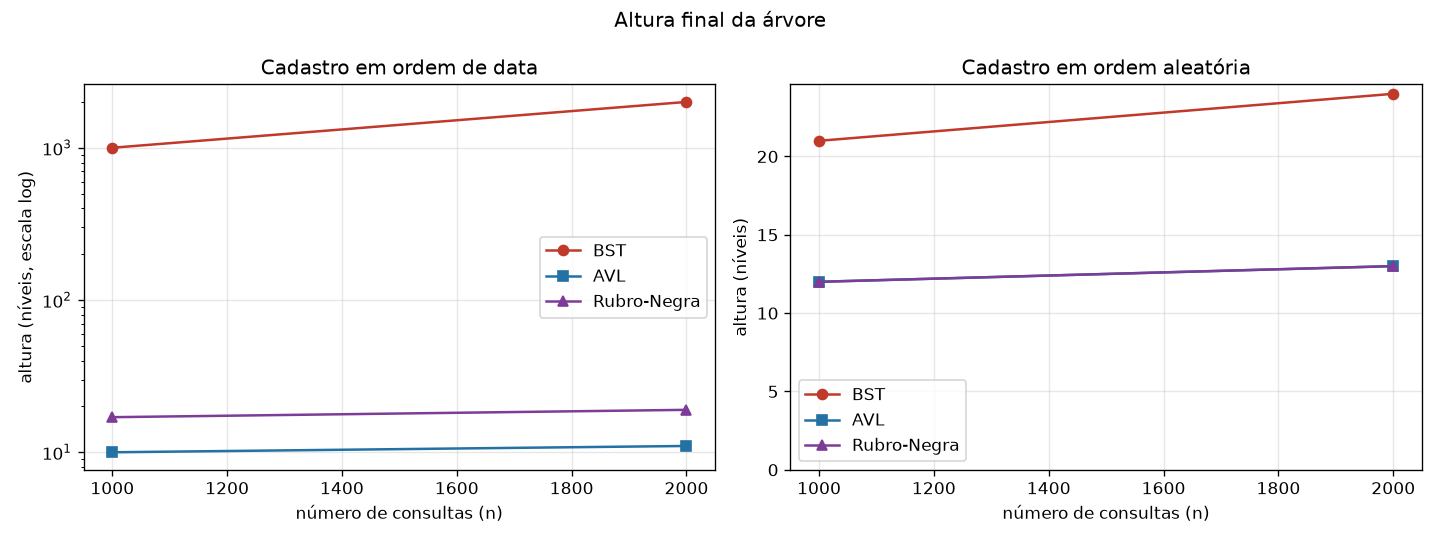 Altura final da árvore
Cadastro em ordem de data
altura (níveis, escala log)
10³
10²
10¹
BST
AVL
Rubro-Negra
1000 1200 1400 1600 1800 2000
número de consultas (n)
Cadastro em ordem aleatória
altura (níveis)
20
15
10
5
0
BST
AVL
Rubro-Negra
1000 1200 1400 1600 1800 2000
número de consultas (n)